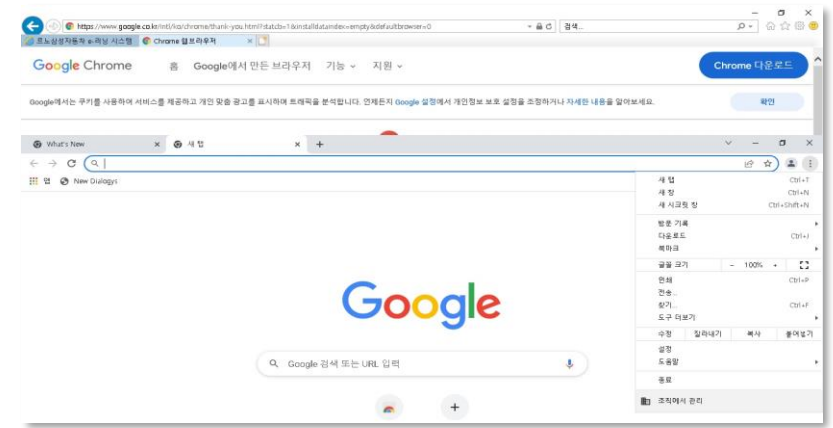 https://www.google.co.kr/intl/ko/chrome/thank-you.html?statcb=1&installdataindex=empty&defaultbrowser=0
검색...
르노삼성자동차 e-러닝 시스템
Chrome 웹브라우저
Google Chrome 홈 Google에서 만든 브라우저 기능 지원 Chrome 다운로드
Google에서는 쿠키를 사용하여 서비스를 제공하고 개인 맞춤 광고를 표시하며 트래픽을 분석합니다. 언제든지 Google 설정에서 개인정보 보호 설정을 조정하거나 자세한 내용을 알아보세요. 확인
What's New
새 탭
앱 New Dialogys
새 탭 Ctrl+T
새 창 Ctrl+N
새 시크릿 창 Ctrl+Shift+N
방문 기록
다운로드 Ctrl+J
북마크
글꼴 크기 - 100% +
인쇄 Ctrl+P
전송...
찾기... Ctrl+F
도구 더보기
수정 잘라내기 복사 붙여넣기
설정
도움말
종료
조직에서 관리
Google
Google 검색 또는 URL 입력